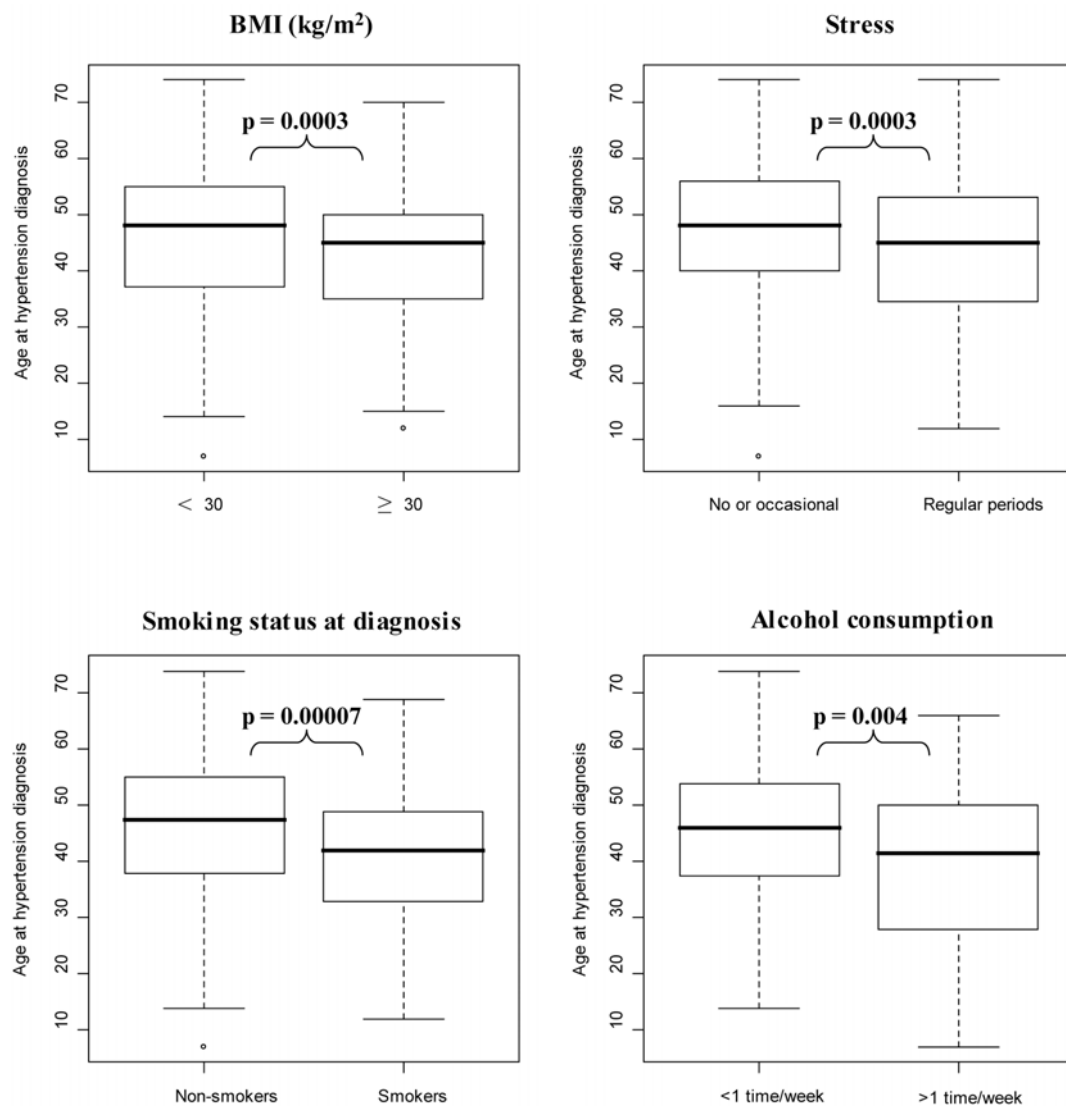 BMI (kg/m²)
Age at hypertension diagnosis
70
60
50
40
30
20
10
p = 0.0003
< 30
≥ 30
Stress
Age at hypertension diagnosis
70
60
50
40
30
20
10
p = 0.0003
No or occasional
Regular periods
Smoking status at diagnosis
Age at hypertension diagnosis
70
60
50
40
30
20
10
p = 0.00007
Non-smokers
Smokers
Alcohol consumption
Age at hypertension diagnosis
70
60
50
40
30
20
10
p = 0.004
<1 time/week
>1 time/week